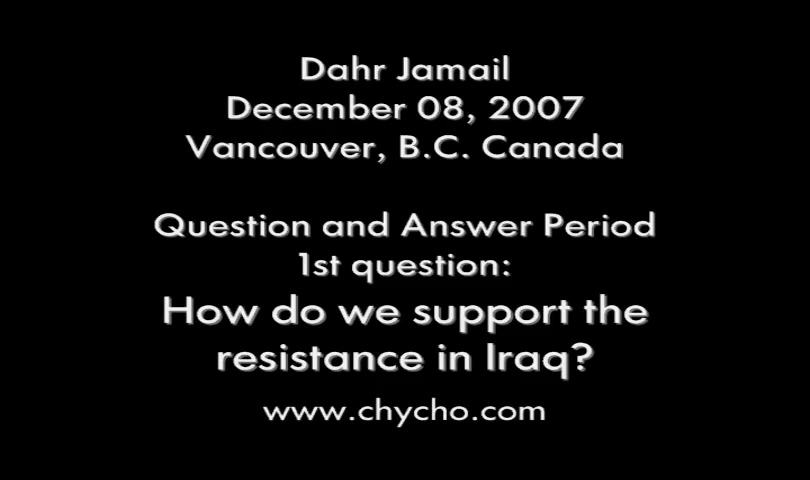 Dahr Jamail
December 08, 2007
Vancouver, B.C. Canada
Question and Answer Period
1st question:
How do we support the
resistance in Iraq?
www.chycho.com